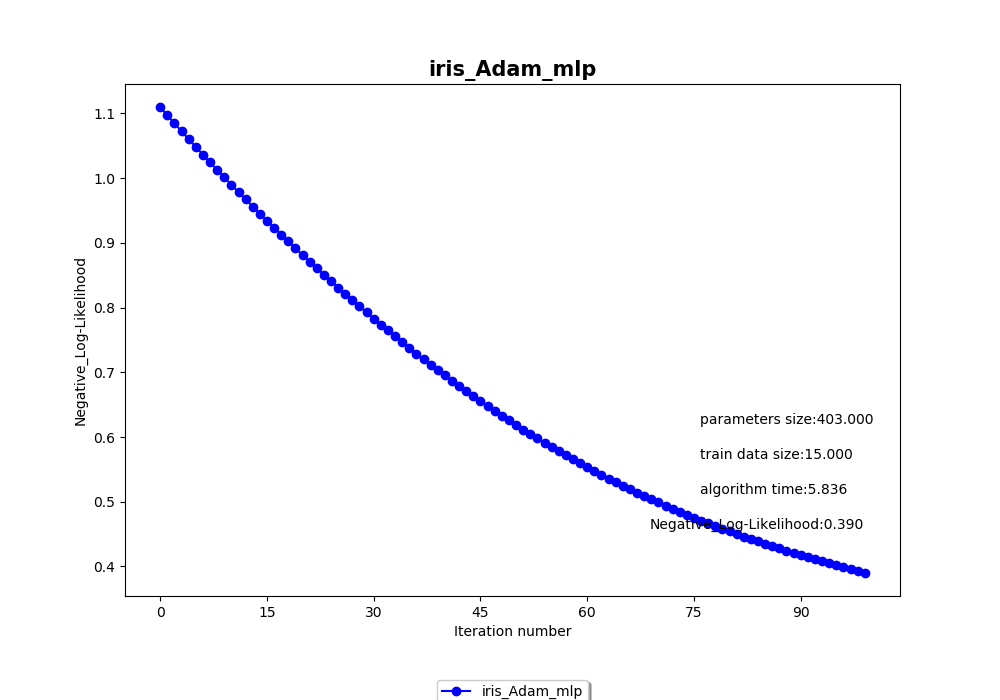 iris_Adam_mlp
1.1
1.0
0.9
0.8
0.7
0.6
0.5
0.4
Negative_Log-Likelihood
parameters size:403.000
train data size:15.000
algorithm time:5.836
Negative_Log-Likelihood:0.390
0 15 30 45 60 75 90
Iteration number
iris_Adam_mlp